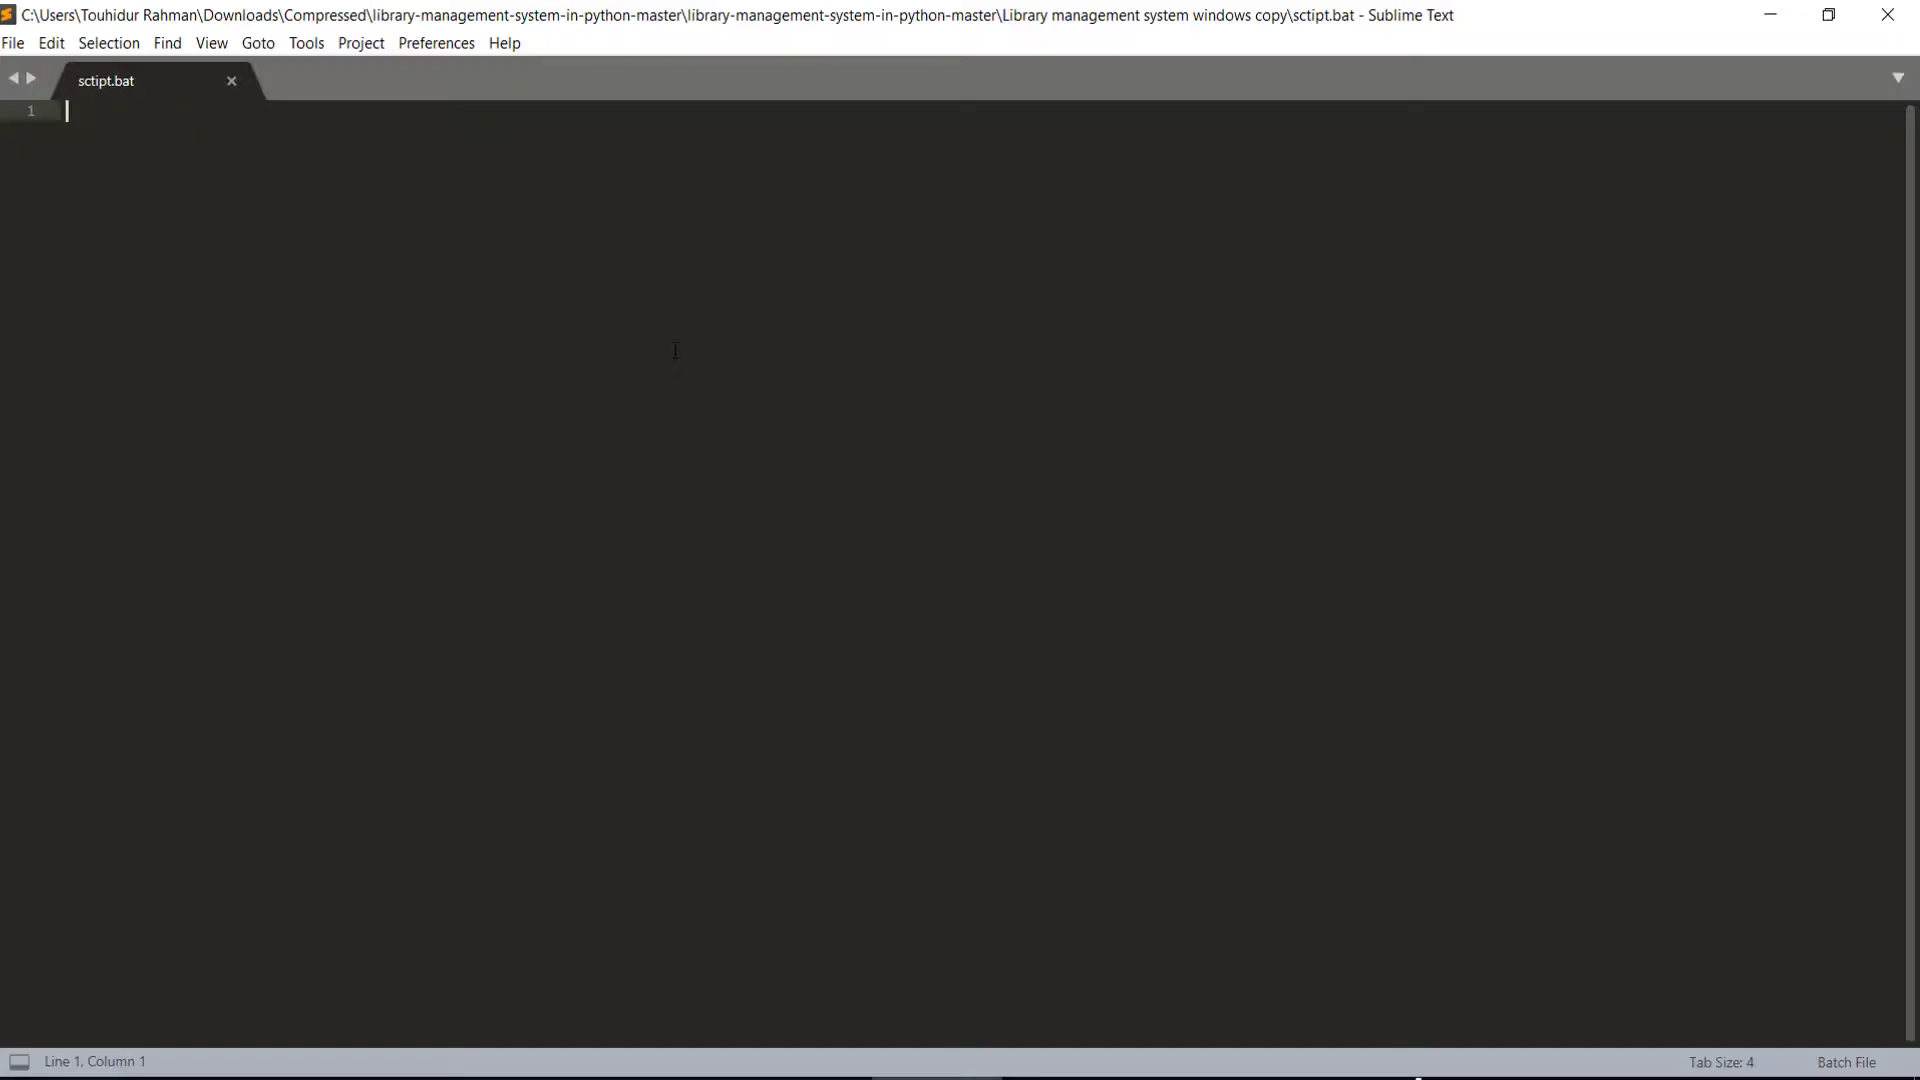 C:\Users\Touhidur Rahman\Downloads\Compressed\library-management-system-in-python-master\library-management-system-in-python-master\Library management system windows copy\sctipt.bat - Sublime Text
File Edit Selection Find View Goto Tools Project Preferences Help
sctipt.bat
1
Line 1, Column 1 Tab Size: 4 Batch File